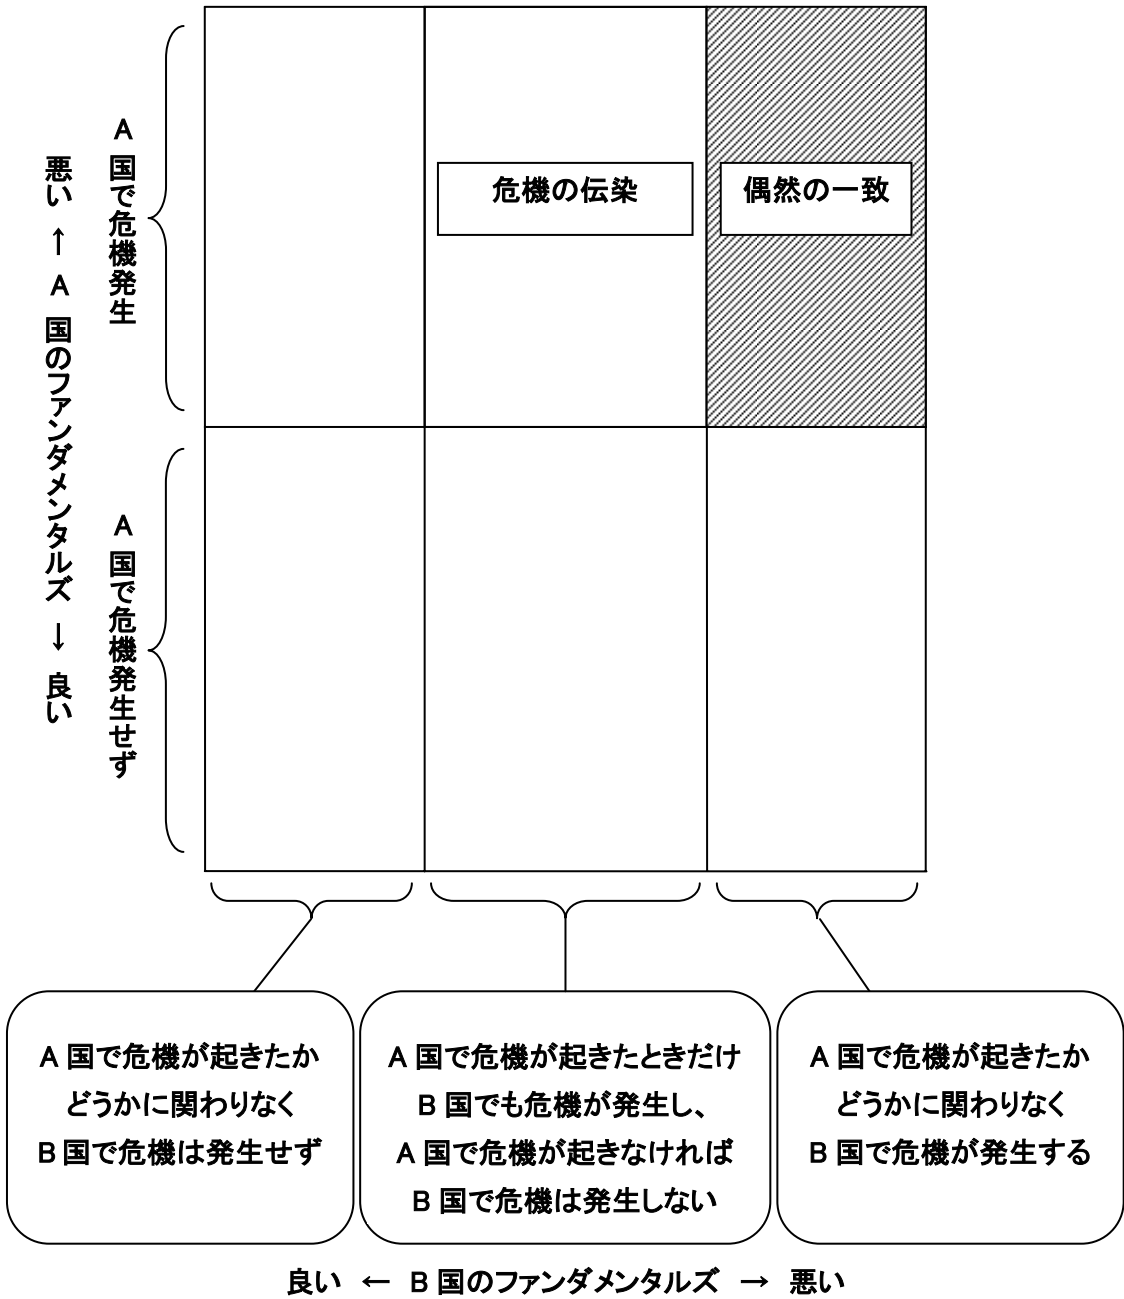 悪い ↑ A 国のファンダメンタルズ ↓ 良い
A 国で危機発生
A 国で危機発生せず
危機の伝染
偶然の一致
A 国で危機が起きたか
どうかに関わりなく
B 国で危機は発生せず
A 国で危機が起きたときだけ
B 国でも危機が発生し、
A 国で危機が起きなければ
B 国で危機は発生しない
A 国で危機が起きたか
どうかに関わりなく
B 国で危機が発生する
良い ← B 国のファンダメンタルズ → 悪い